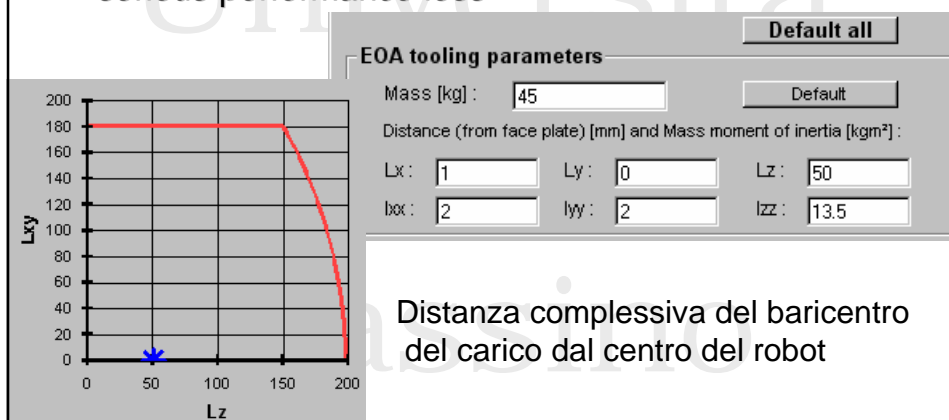 Default all
EOA tooling parameters
Mass [kg] : 45 Default
Distance (from face plate) [mm] and Mass moment of inertia [kgm²] :
Lx : 1 Ly : 0 Lz : 50
Ixx : 2 Iyy : 2 Izz : 13.5
200
180
160
140
120
100
80
60
40
20
0
Lxy
0 50 100 150 200
Lz
Distanza complessiva del baricentro
del carico dal centro del robot
assino